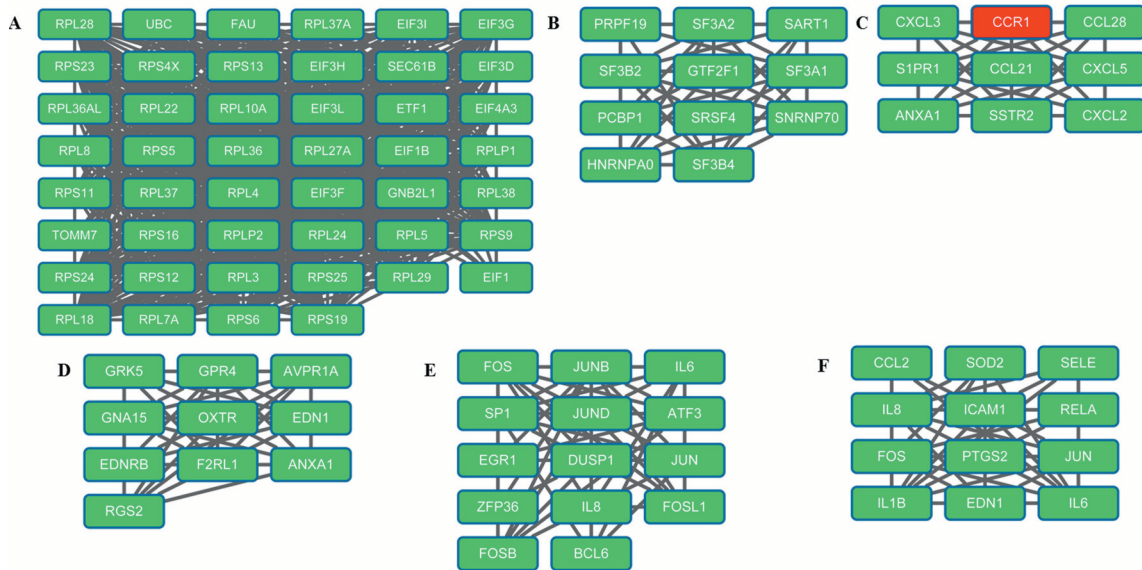 A
RPL28 UBC FAU RPL37A EIF3I EIF3G
RPS23 RPS4X RPS13 EIF3H SEC61B EIF3D
RPL36AL RPL22 RPL10A EIF3L ETF1 EIF4A3
RPL8 RPS5 RPL36 RPL27A EIF1B RPLP1
RPS11 RPL37 RPL4 EIF3F GNB2L1 RPL38
TOMM7 RPS16 RPLP2 RPL24 RPL5 RPS9
RPS24 RPS12 RPL3 RPS25 RPL29 EIF1
RPL18 RPL7A RPS6 RPS19
B
PRPF19 SF3A2 SART1
SF3B2 GTF2F1 SF3A1
PCBP1 SRSF4 SNRNP70
HNRNPA0 SF3B4
C
CXCL3 CCR1 CCL28
S1PR1 CCL21 CXCL5
ANXA1 SSTR2 CXCL2
D
GRK5 GPR4 AVPR1A
GNA15 OXTR EDN1
EDNRB F2RL1 ANXA1
RGS2
E
FOS JUNB IL6
SP1 JUND ATF3
EGR1 DUSP1 JUN
ZFP36 IL8 FOSL1
FOSB BCL6
F
CCL2 SOD2 SELE
IL8 ICAM1 RELA
FOS PTGS2 JUN
IL1B EDN1 IL6